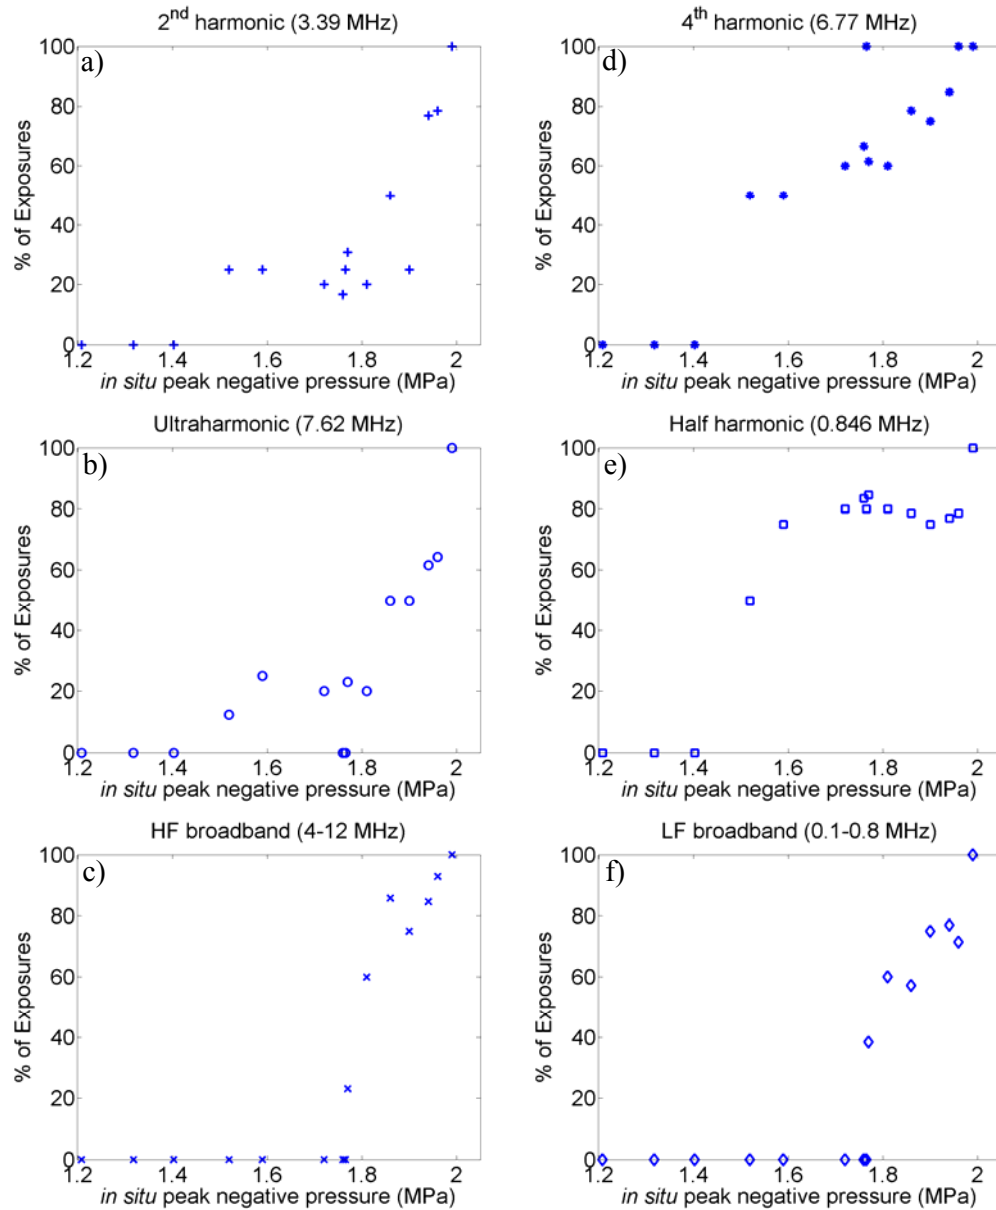 2nd harmonic (3.39 MHz)
a)
100
80
60
40
20
0
% of Exposures
1.2 1.4 1.6 1.8 2
in situ peak negative pressure (MPa)
4th harmonic (6.77 MHz)
d)
100
80
60
40
20
0
% of Exposures
1.2 1.4 1.6 1.8 2
in situ peak negative pressure (MPa)
Ultraharmonic (7.62 MHz)
b)
100
80
60
40
20
0
% of Exposures
1.2 1.4 1.6 1.8 2
in situ peak negative pressure (MPa)
Half harmonic (0.846 MHz)
e)
100
80
60
40
20
0
% of Exposures
1.2 1.4 1.6 1.8 2
in situ peak negative pressure (MPa)
HF broadband (4-12 MHz)
c)
100
80
60
40
20
0
% of Exposures
1.2 1.4 1.6 1.8 2
in situ peak negative pressure (MPa)
LF broadband (0.1-0.8 MHz)
f)
100
80
60
40
20
0
% of Exposures
1.2 1.4 1.6 1.8 2
in situ peak negative pressure (MPa)